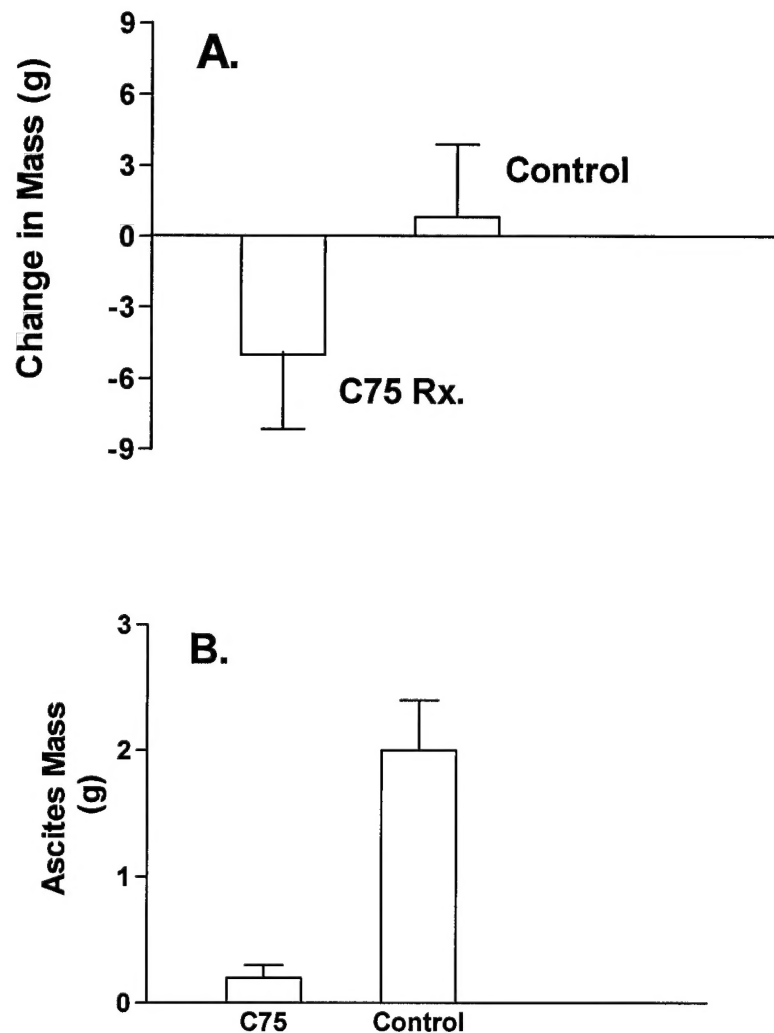 A.
Change in Mass (g)
9
6
3
0
-3
-6
-9
Control
C75 Rx.
B.
Ascites Mass
(g)
3
2
1
0
C75
Control